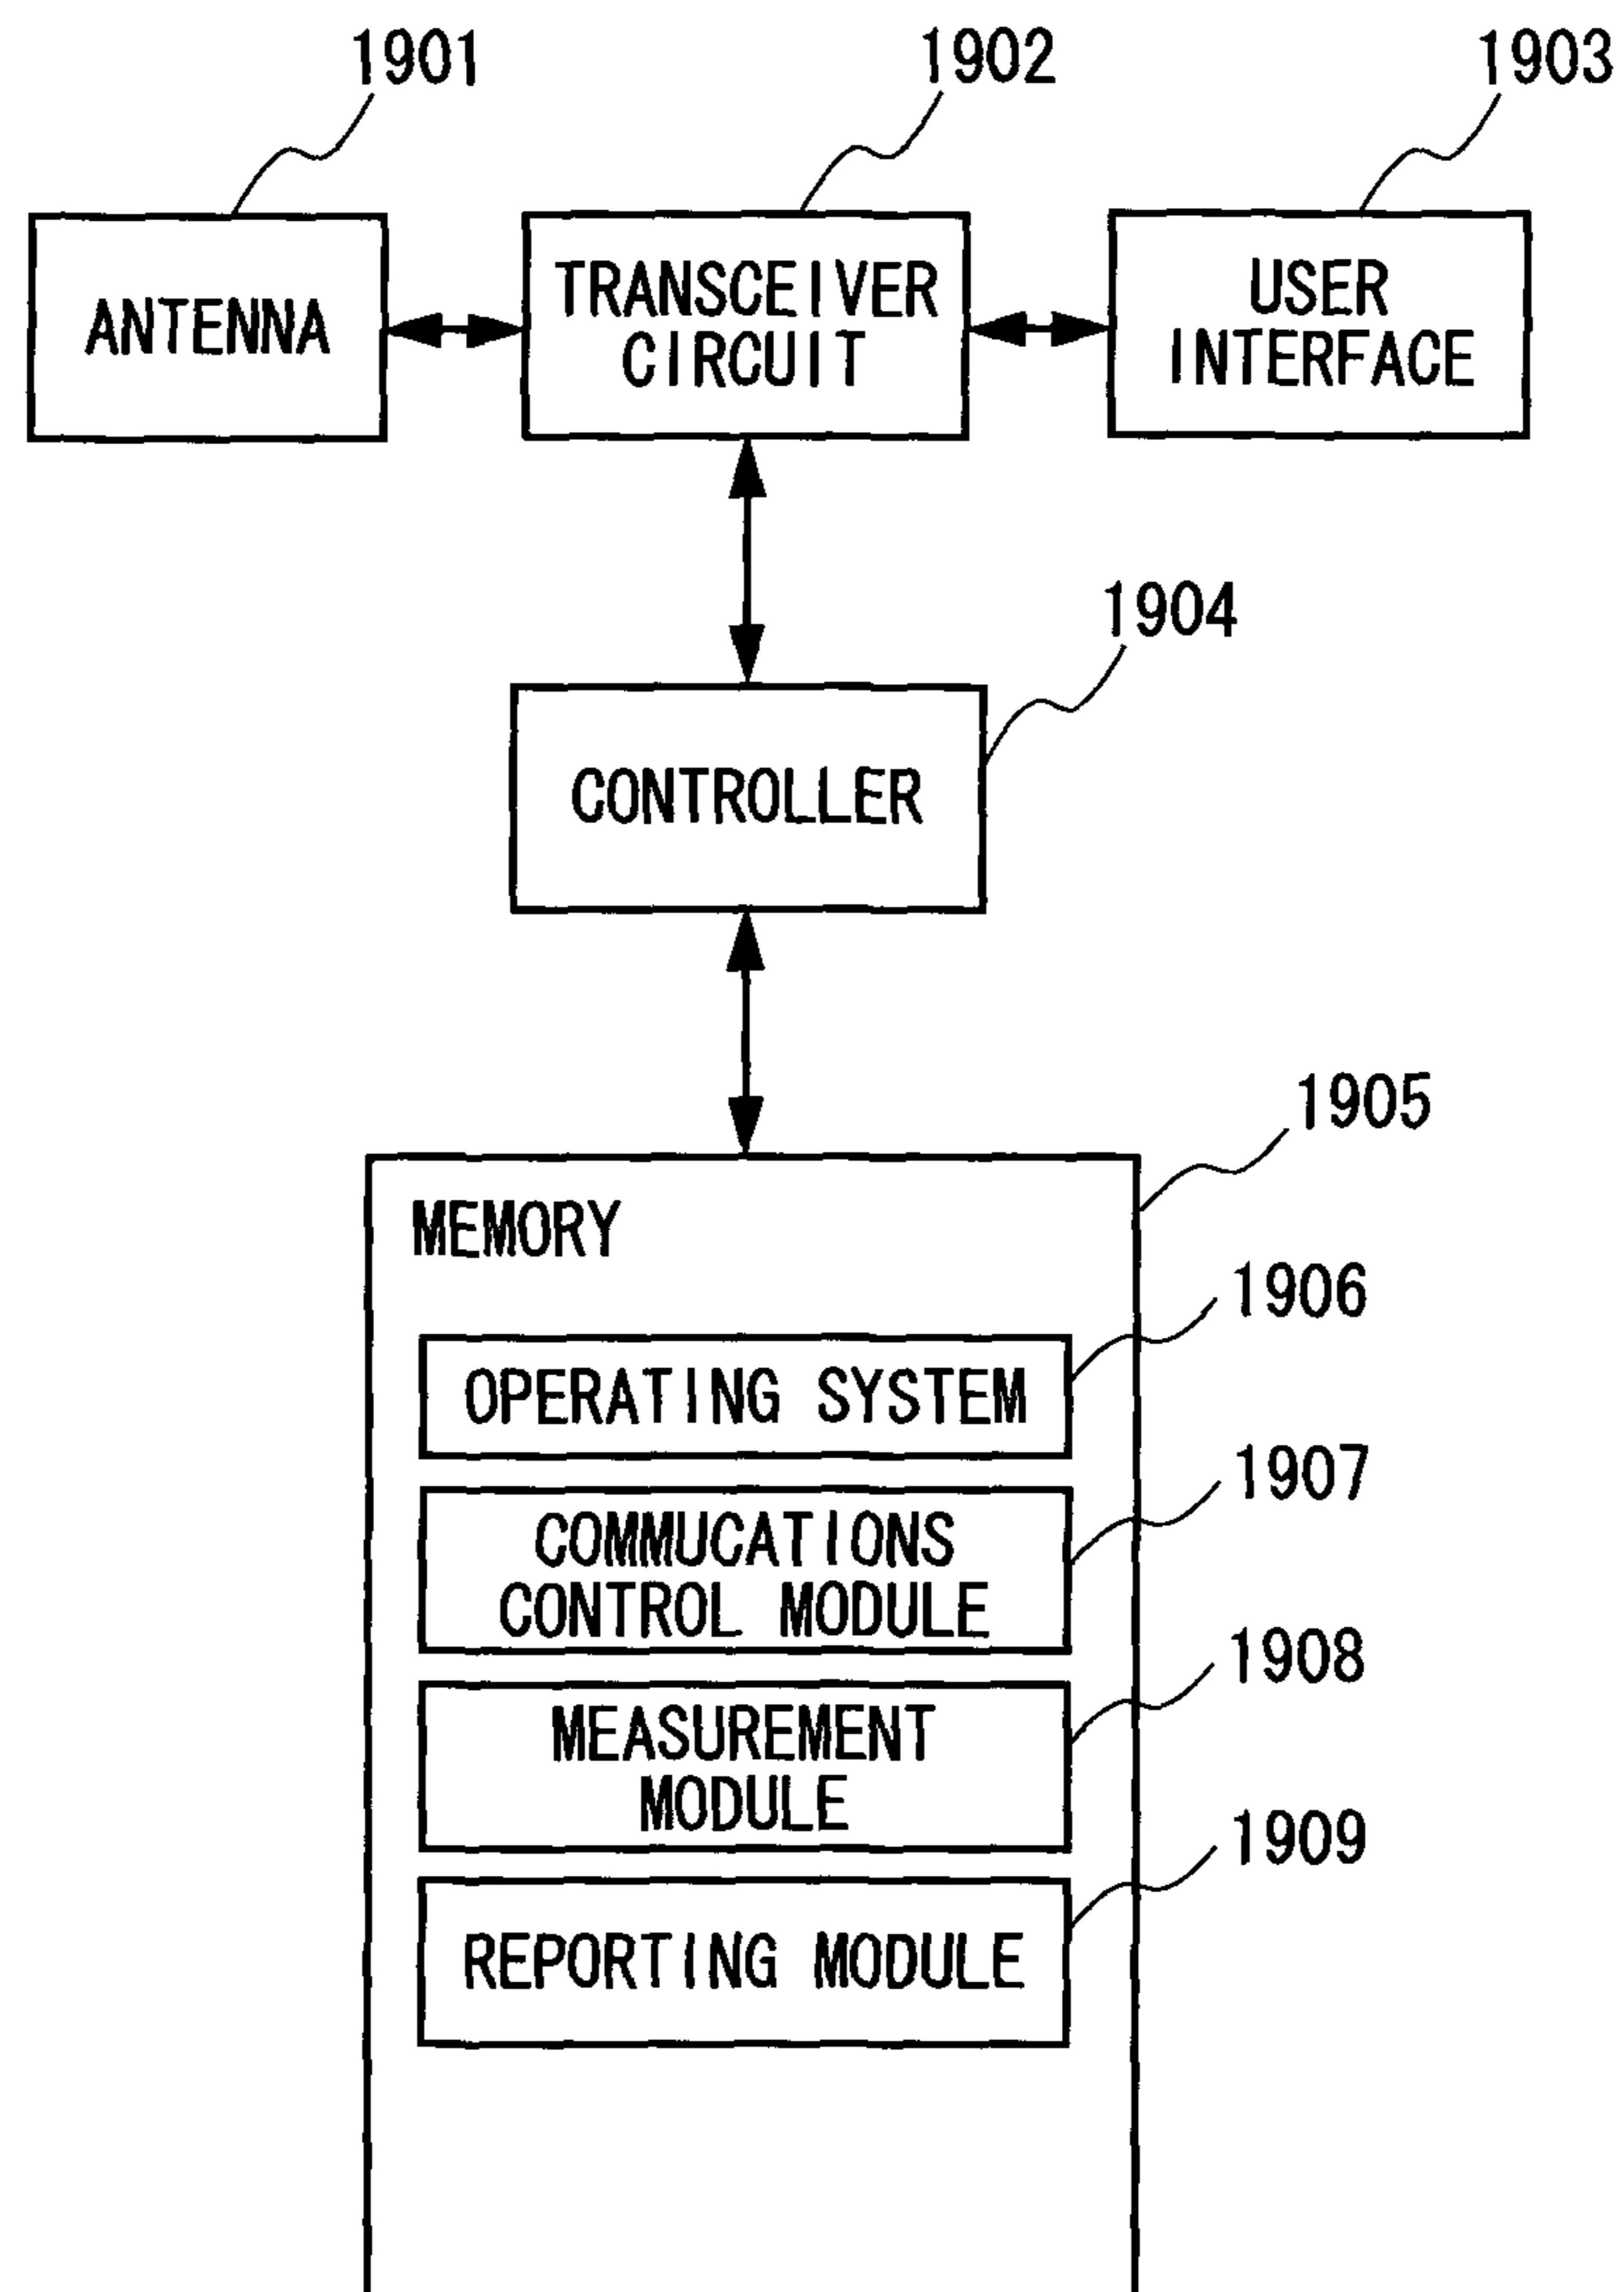 1901
1902
1903
ANTENNA
TRANSCEIVER
CIRCUIT
USER
INTERFACE
1904
CONTROLLER
1905
MEMORY
1906
OPERATING SYSTEM
1907
COMMUCATIONS
CONTROL MODULE
1908
MEASUREMENT
MODULE
1909
REPORTING MODULE